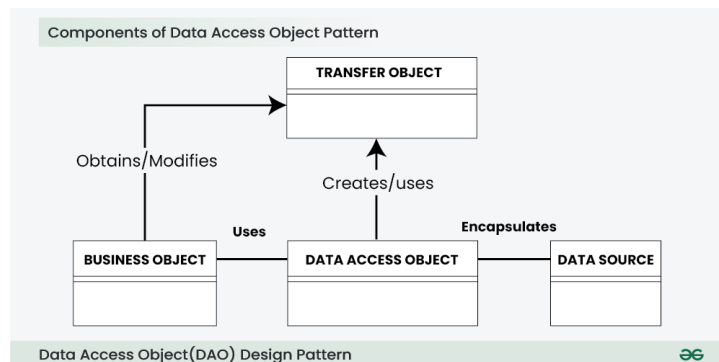 Components of Data Access Object Pattern
TRANSFER OBJECT
Obtains/Modifies
Creates/uses
Uses
Encapsulates
BUSINESS OBJECT
DATA ACCESS OBJECT
DATA SOURCE
Data Access Object(DAO) Design Pattern